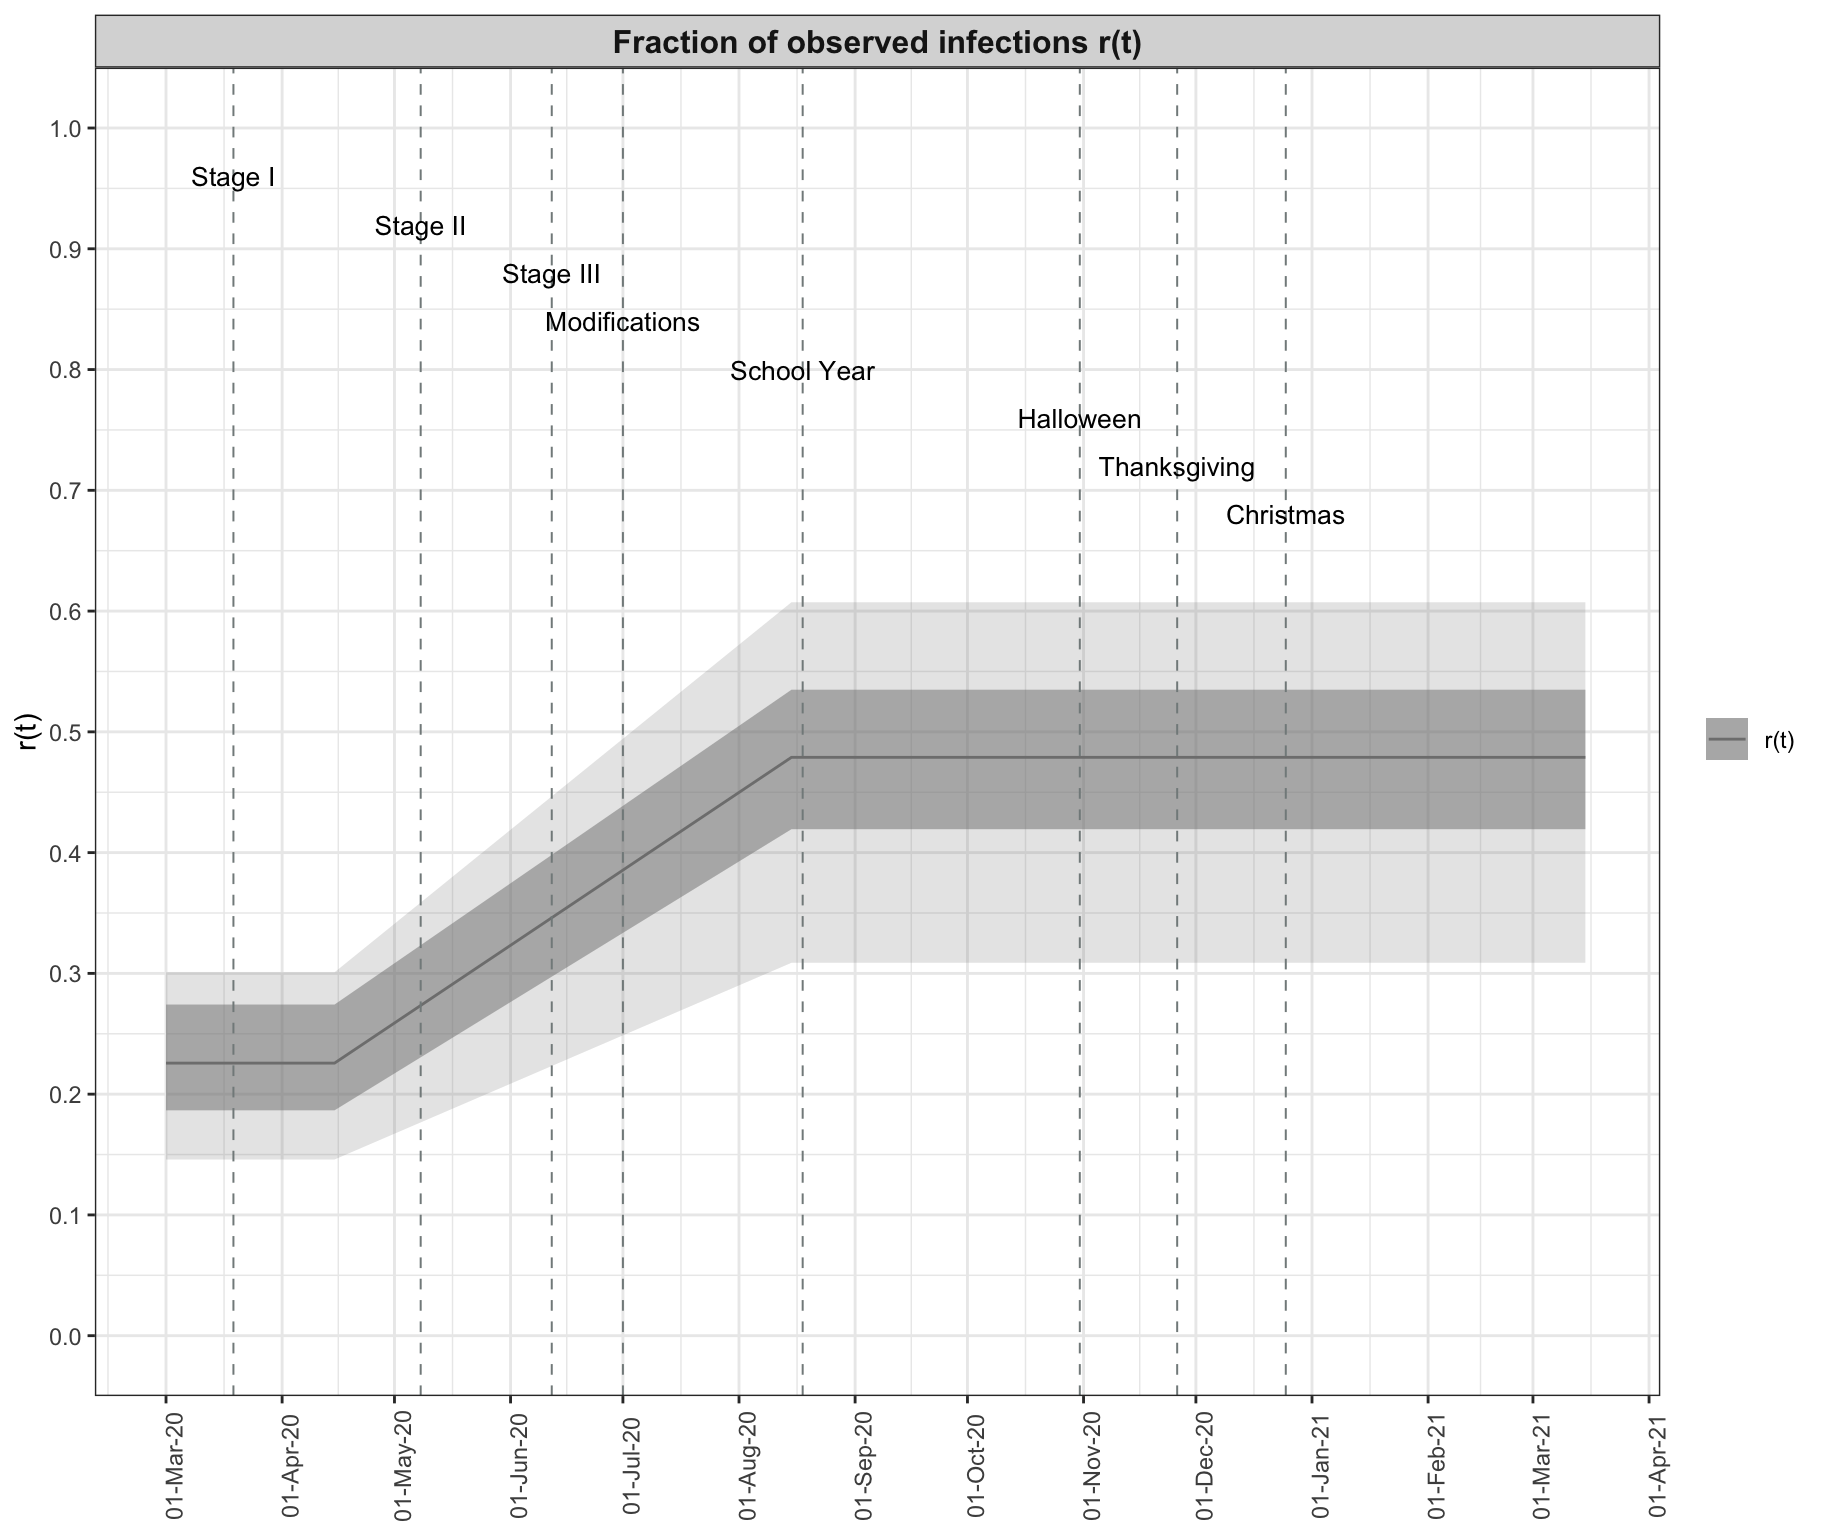 Fraction of observed infections r(t)
1.0
Stage I
Stage II
0.9
Stage III
Modifications
0.8
School Year
Halloween
Thanksgiving
0.7
Christmas
0.6
0.5
r(t)
r(t)
0.4
0.3
0.2
0.1
0.0
01-Mar-20
01-Apr-20
01-May-20
01-Jun-20
01-Jul-20
01-Aug-20
01-Sep-20
01-Oct-20
01-Nov-20
01-Dec-20
01-Jan-21
01-Feb-21
01-Mar-21
01-Apr-21